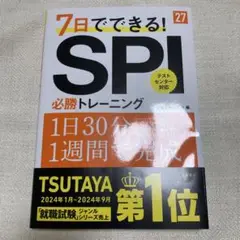 7日でできる!
'27
SPI
テスト
センター
対応
必勝トレーニング
1日30分
1週間で完成
TSUTAYA
2024年1月~2024年9月
「就職試験」ジャンル
シリーズ売上
第1位